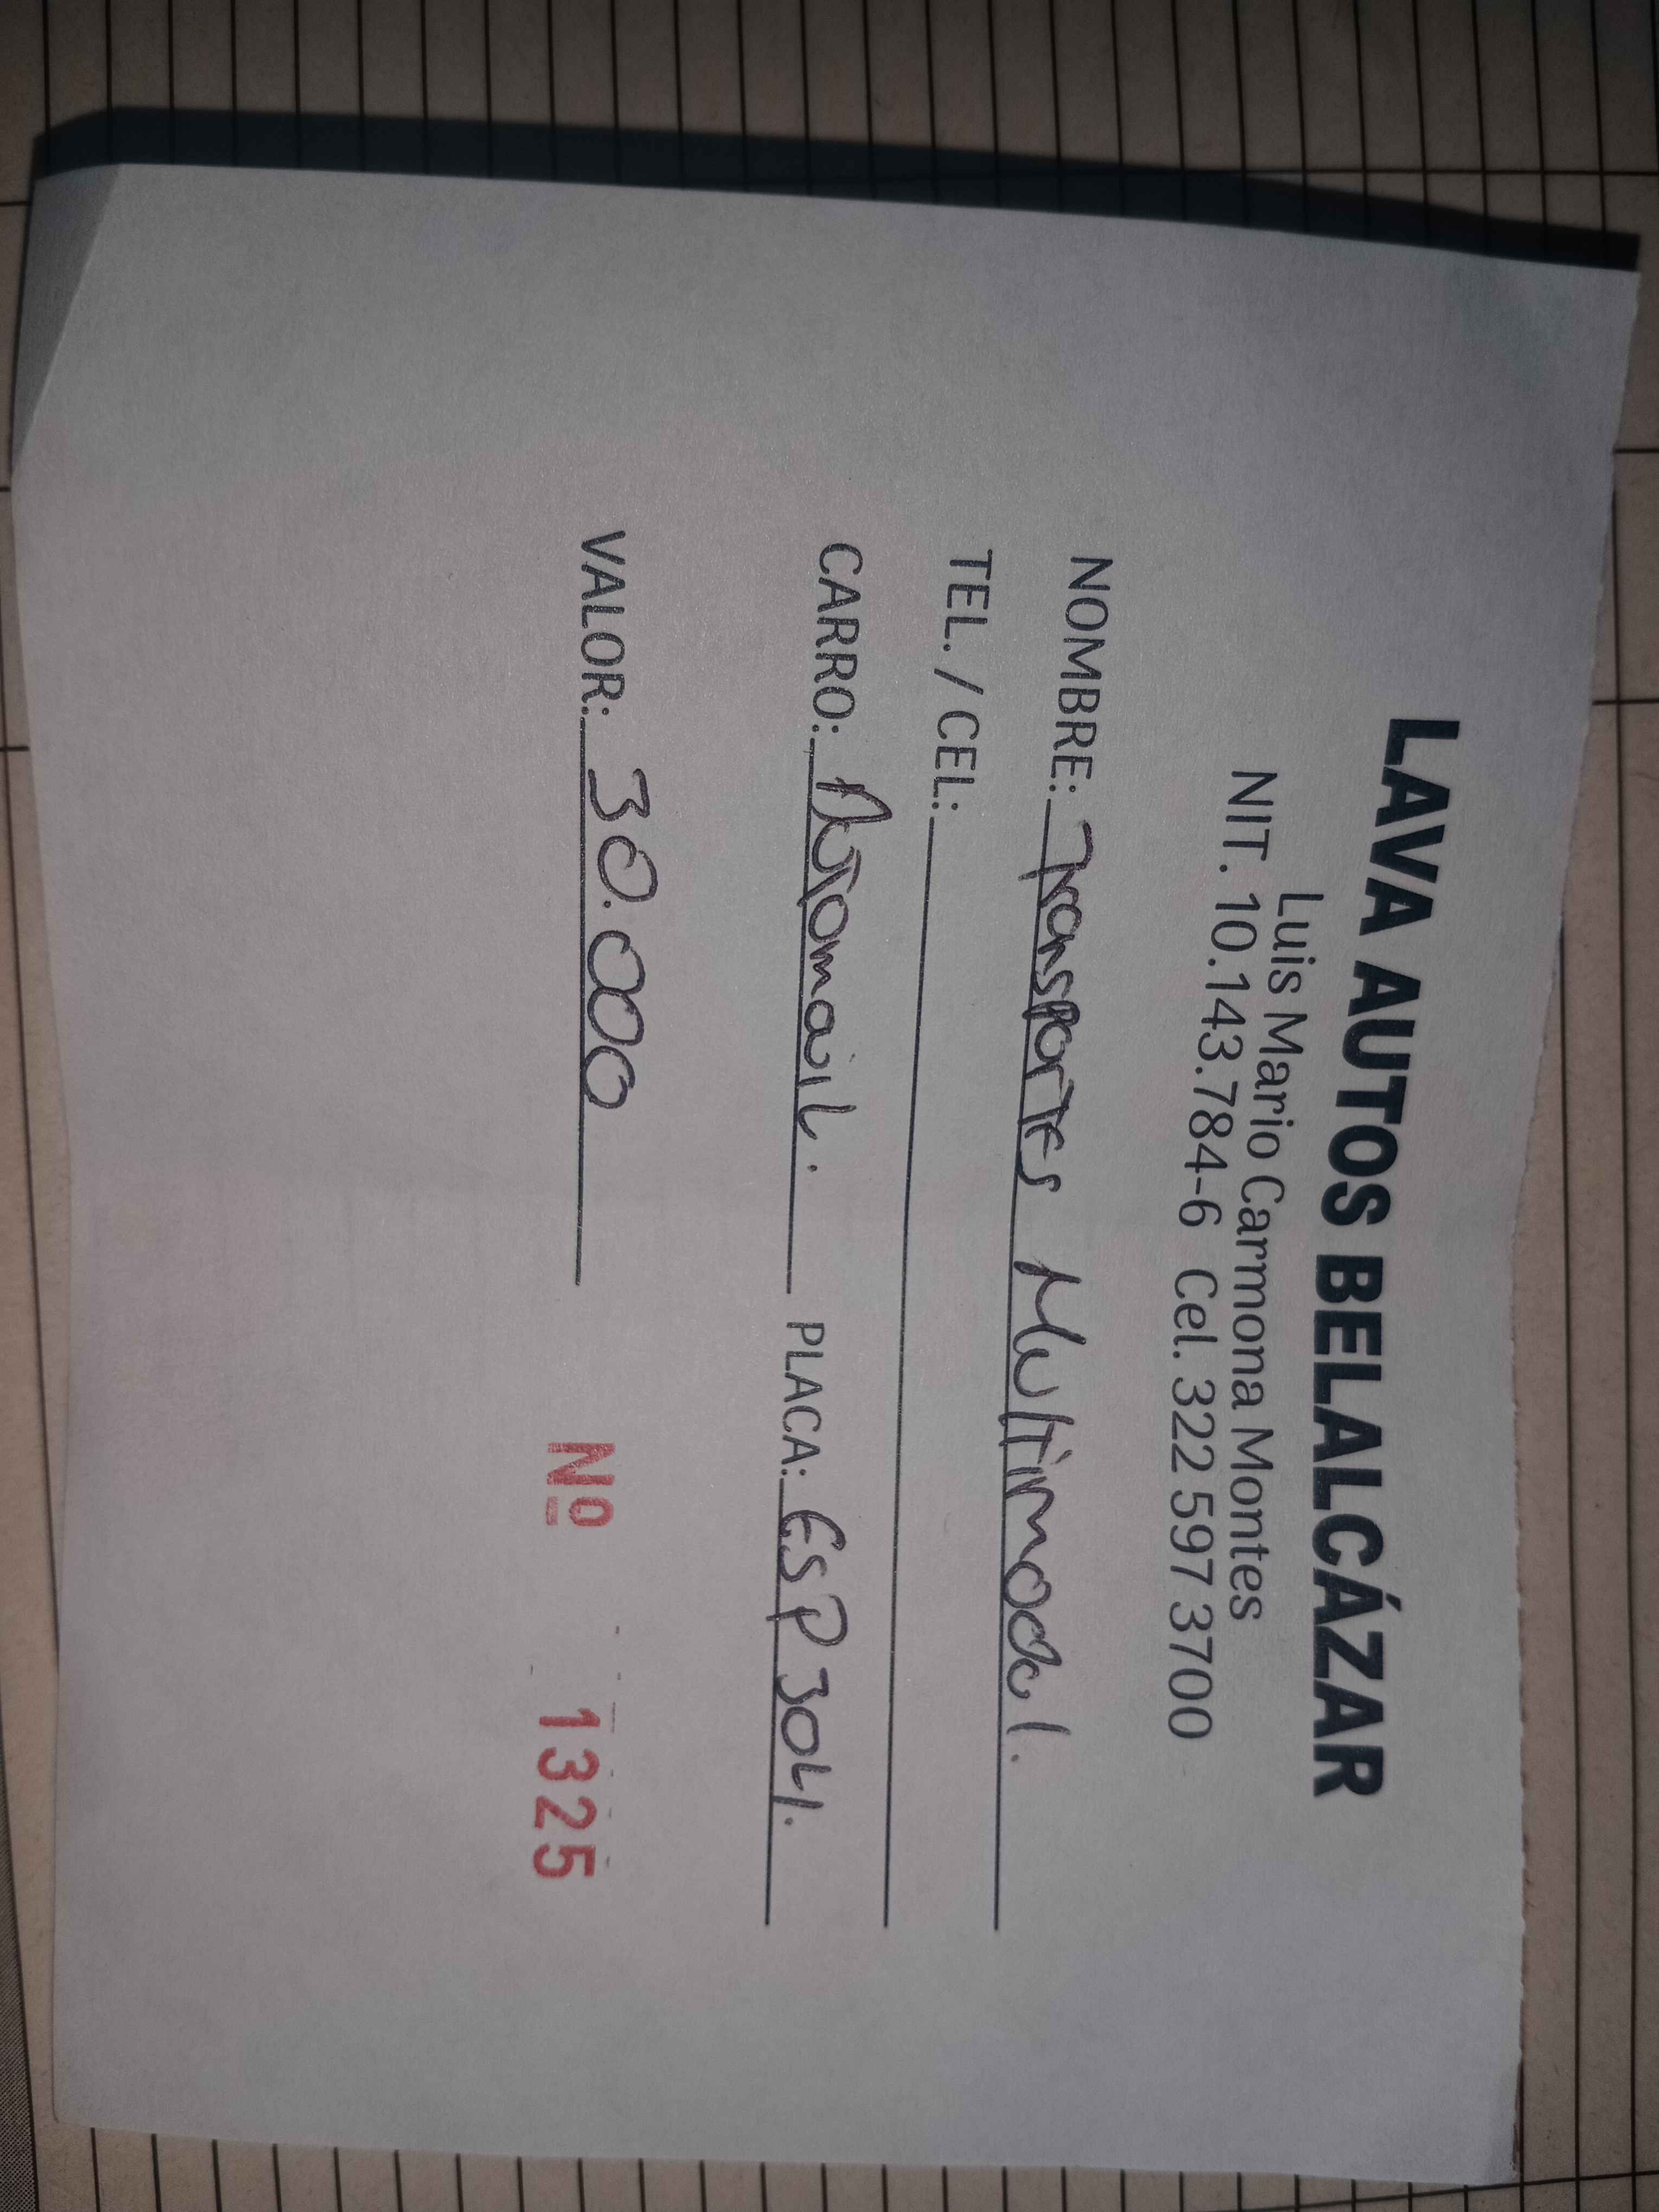 LAVA AUTOS BELALCÁZAR
Luis Mario Carmona Montes
NIT. 10.143.784-6 Cel. 322 597 3700
NOMBRE: Transportes Multimodal.
TEL. / CEL:
CARRO: PLACA: ESP 304.
VALOR: 30.000
Nº 1325